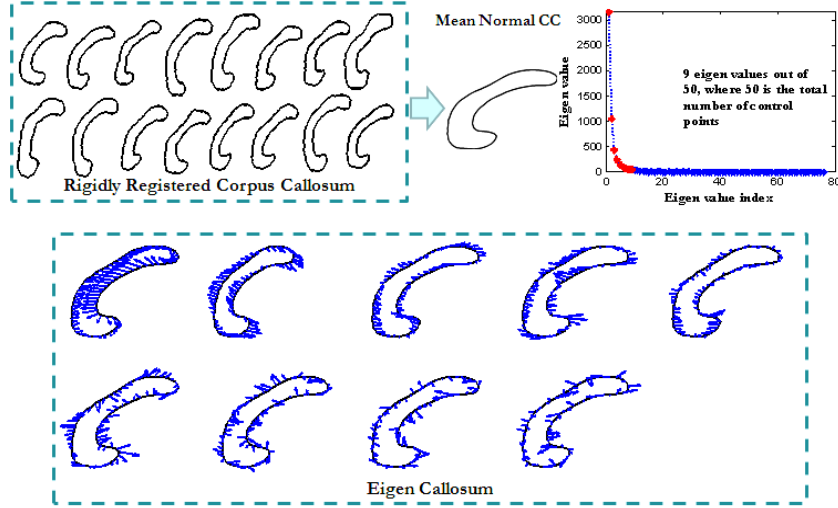 Mean Normal CC
Rigidly Registered Corpus Callosum
3000
2500
2000
1500
1000
500
0
Eigen value
9 eigen values out of
50, where 50 is the total
number of control
points
0
20
40
60
80
Eigen value index
Eigen Callosum